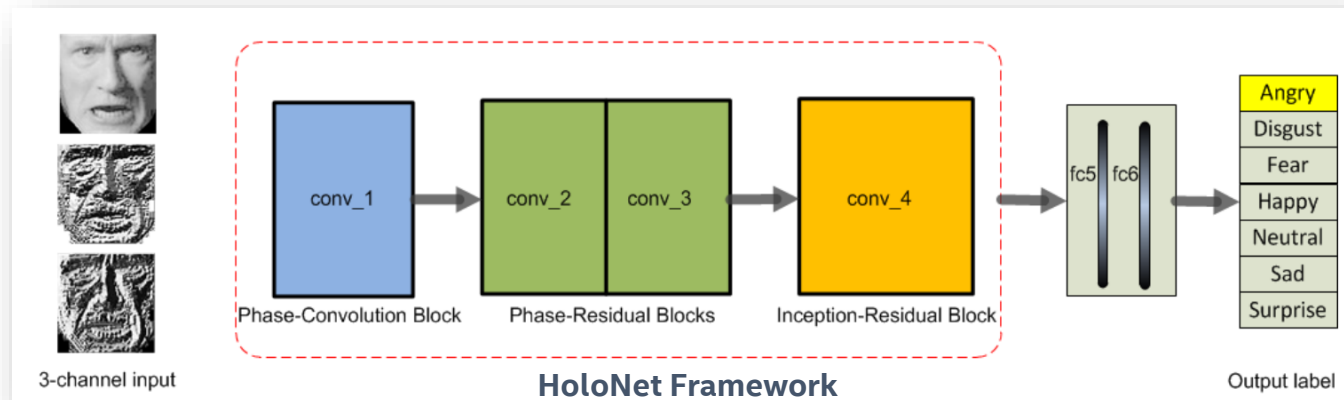 3-channel input
conv_1
Phase-Convolution Block
conv_2
conv_3
Phase-Residual Blocks
conv_4
Inception-Residual Block
HoloNet Framework
fc5
fc6
Angry
Disgust
Fear
Happy
Neutral
Sad
Surprise
Output label